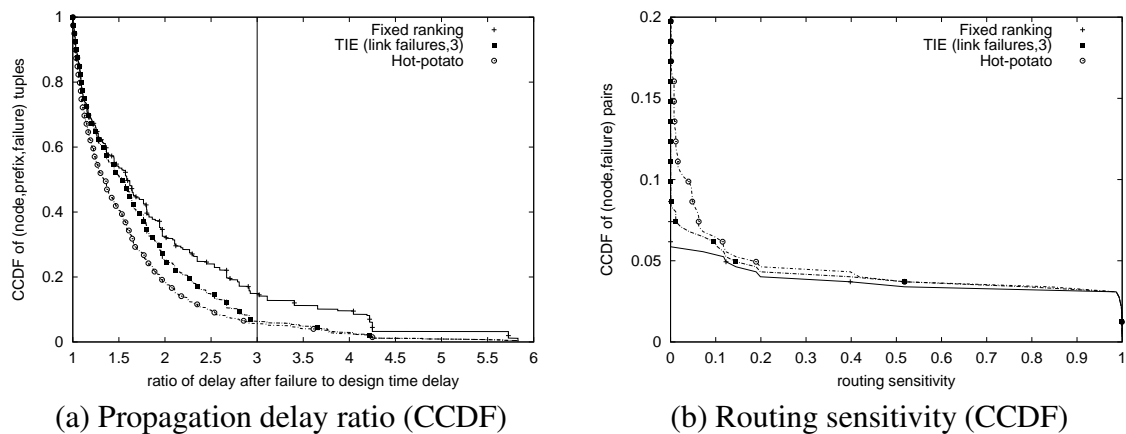 Fixed ranking
TIE (link failures,3)
Hot-potato
CCDF of (node,prefix,failure) tuples
1
0.8
0.6
0.4
0.2
0
1 1.5 2 2.5 3 3.5 4 4.5 5 5.5 6
ratio of delay after failure to design time delay
(a) Propagation delay ratio (CCDF)
Fixed ranking
TIE (link failures,3)
Hot-potato
CCDF of (node,failure) pairs
0.2
0.15
0.1
0.05
0
0 0.1 0.2 0.3 0.4 0.5 0.6 0.7 0.8 0.9 1
routing sensitivity
(b) Routing sensitivity (CCDF)